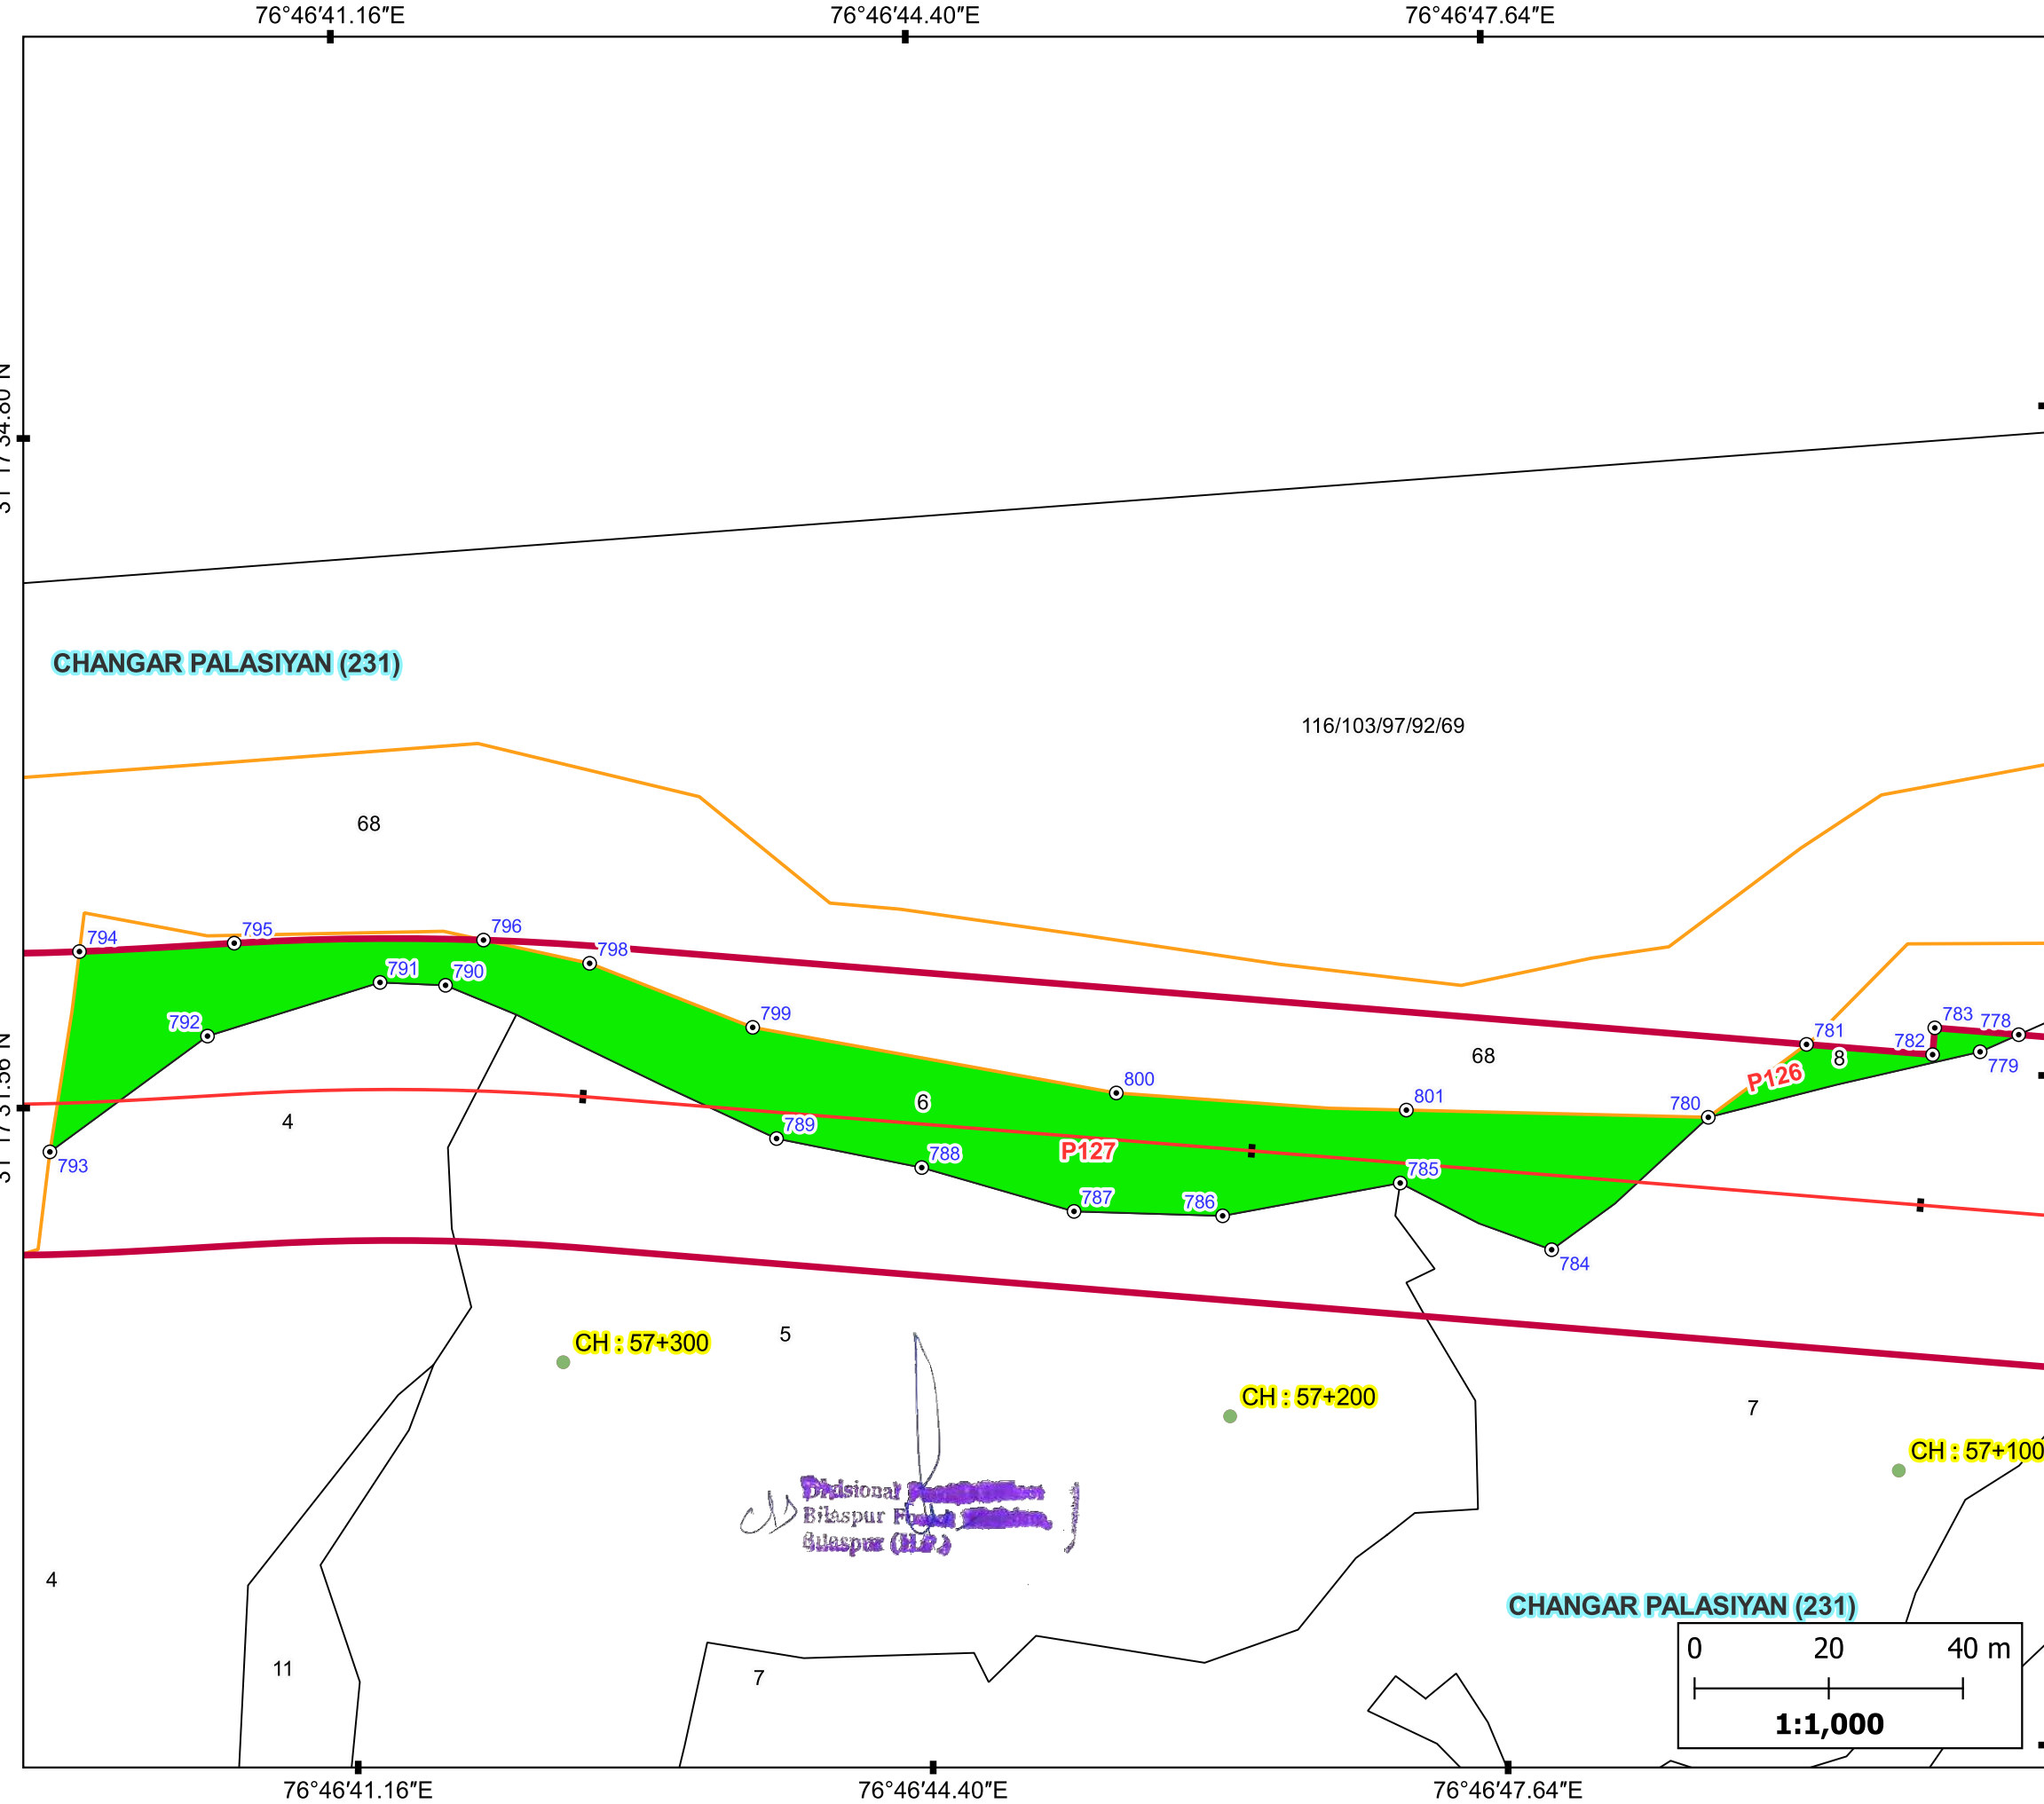 76°46′41.16″E
76°46′44.40″E
76°46′47.64″E
CHANGAR PALASIYAN (231)
116/103/97/92/69
68
794
795
796
798
791
790
792
799
793
4
800
801
68
6
789
788
P127
787
786
785
784
780
781
P126
8
782
783
778
779
CH : 57+300
5
CH : 57+200
7
CH : 57+100
Divisional
Bilaspur
Bilaspur (H.P.)
4
11
7
CHANGAR PALASIYAN (231)
0 20 40 m
1:1,000
76°46′41.16″E
76°46′44.40″E
76°46′47.64″E